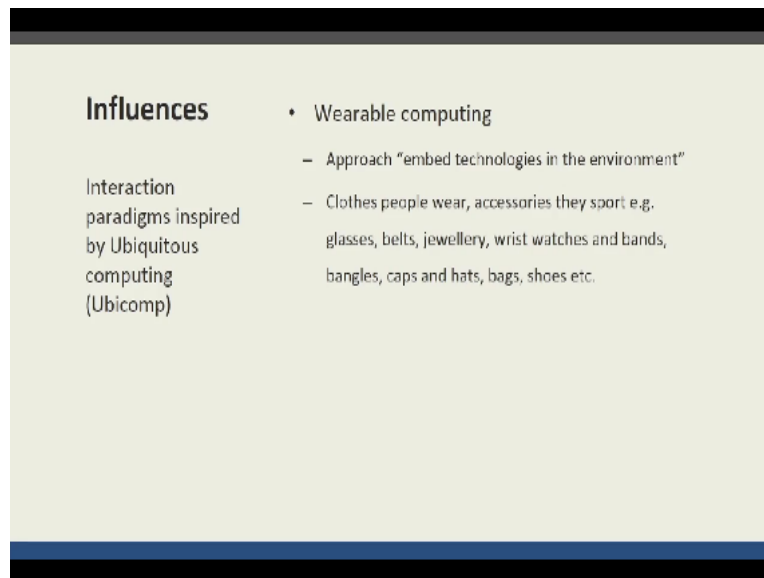 Influences
Interaction
paradigms inspired
by Ubiquitous
computing
(Ubicomp)
• Wearable computing
– Approach “embed technologies in the environment”
– Clothes people wear, accessories they sport e.g.
glasses, belts, jewellery, wrist watches and bands,
bangles, caps and hats, bags, shoes etc.